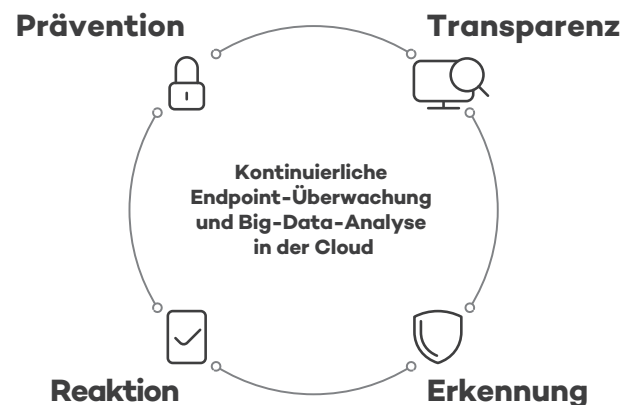 Prävention
Transparenz
Kontinuierliche
Endpoint-Überwachung
und Big-Data-Analyse
in der Cloud
Reaktion
Erkennung